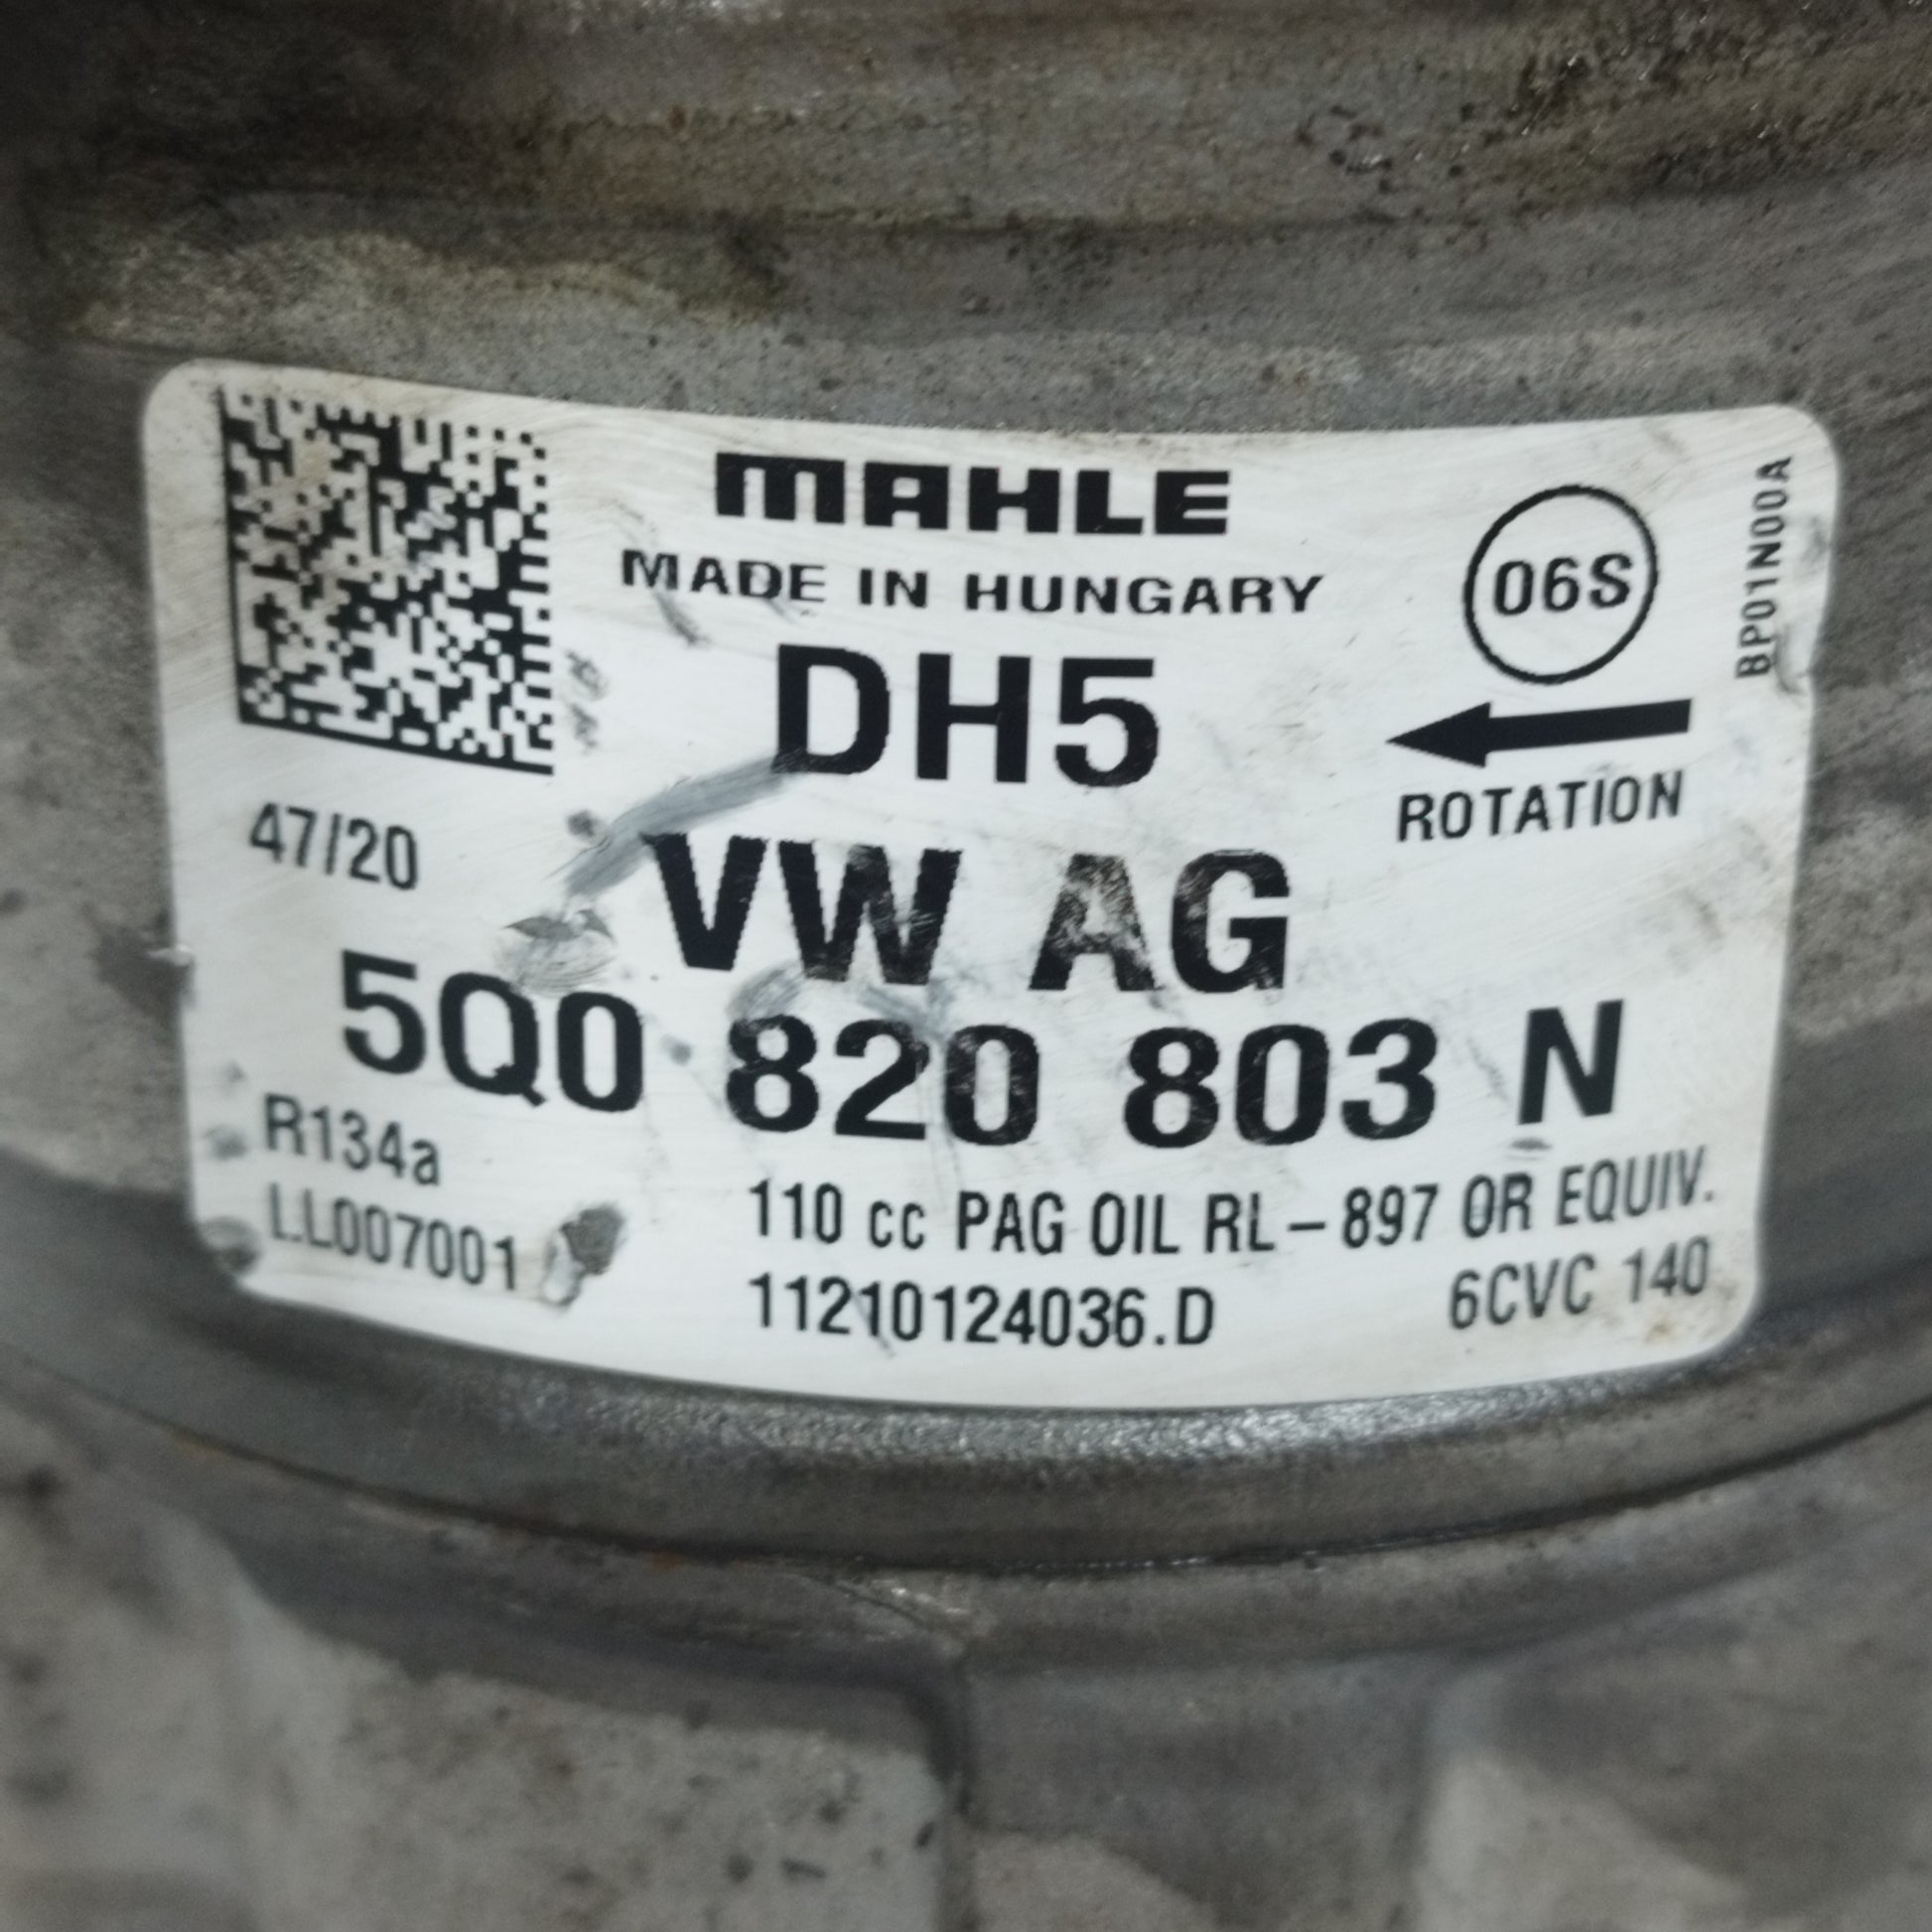 MAHLE
MADE IN HUNGARY
06S
BP01N00A
DH5
ROTATION
47/20
VW AG
5Q0 820 803 N
R134a
110 cc PAG OIL RL-897 OR EQUIV.
LL007001
11210124036.D
6CVC 140